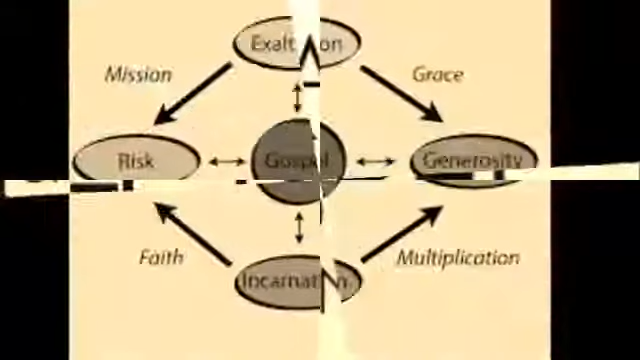 Exaltation
Mission
Grace
Risk
Gospel
Generosity
Faith
Multiplication
Incarnation